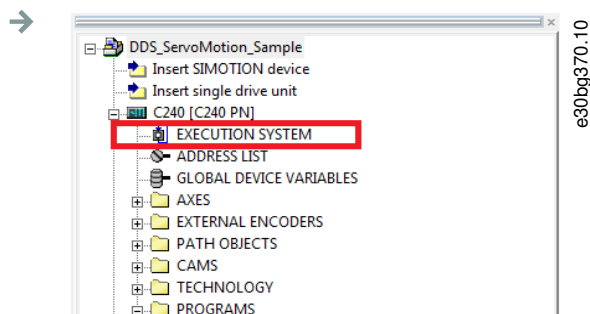 DDS_ServoMotion_Sample
Insert SIMOTION device
Insert single drive unit
C240 [C240 PN]
EXECUTION SYSTEM
ADDRESS LIST
GLOBAL DEVICE VARIABLES
AXES
EXTERNAL ENCODERS
PATH OBJECTS
CAMS
TECHNOLOGY
PROGRAMS
e30bg370.10